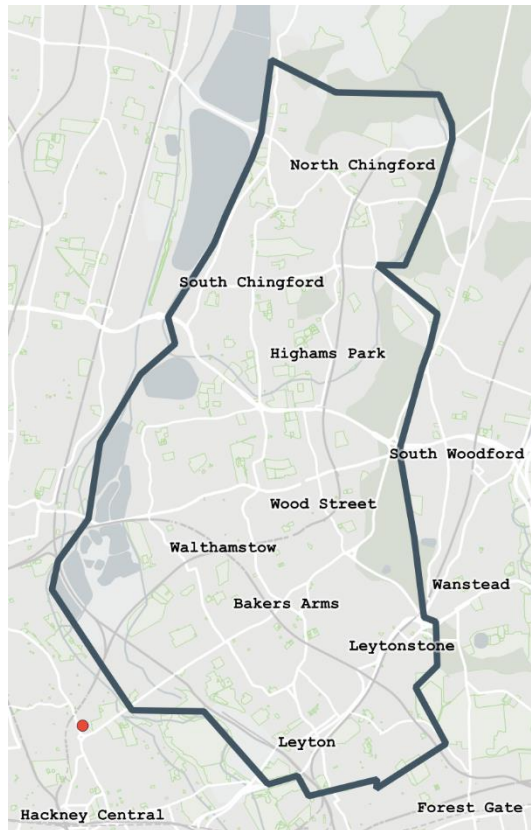 North Chingford
South Chingford
Highams Park
South Woodford
Wood Street
Walthamstow
Wanstead
Bakers Arms
Leytonstone
Leyton
Forest Gate
Hackney Central